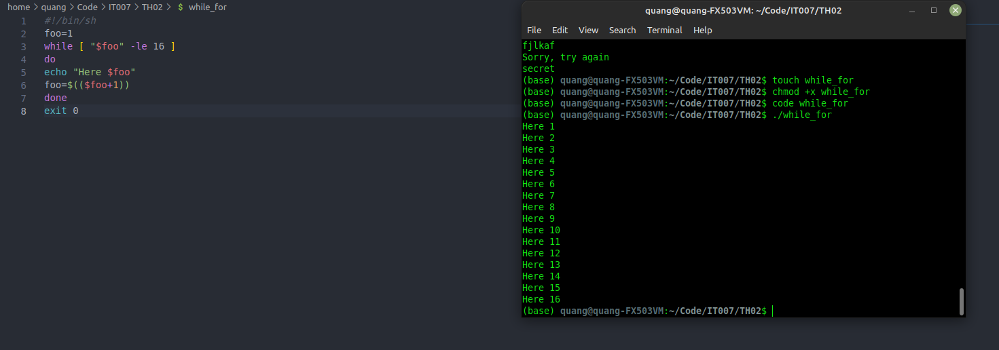 home > quang > Code > IT007 > TH02 > $ while_for
1 #!/bin/sh
2 foo=1
3 while [ "$foo" -le 16 ]
4 do
5 echo "Here $foo"
6 foo=$(($foo+1))
7 done
8 exit 0
quang@quang-FX503VM: ~/Code/IT007/TH02
File Edit View Search Terminal Help
fjlkaf
Sorry, try again
secret
(base) quang@quang-FX503VM:~/Code/IT007/TH02$ touch while_for
(base) quang@quang-FX503VM:~/Code/IT007/TH02$ chmod +x while_for
(base) quang@quang-FX503VM:~/Code/IT007/TH02$ code while_for
(base) quang@quang-FX503VM:~/Code/IT007/TH02$ ./while_for
Here 1
Here 2
Here 3
Here 4
Here 5
Here 6
Here 7
Here 8
Here 9
Here 10
Here 11
Here 12
Here 13
Here 14
Here 15
Here 16
(base) quang@quang-FX503VM:~/Code/IT007/TH02$